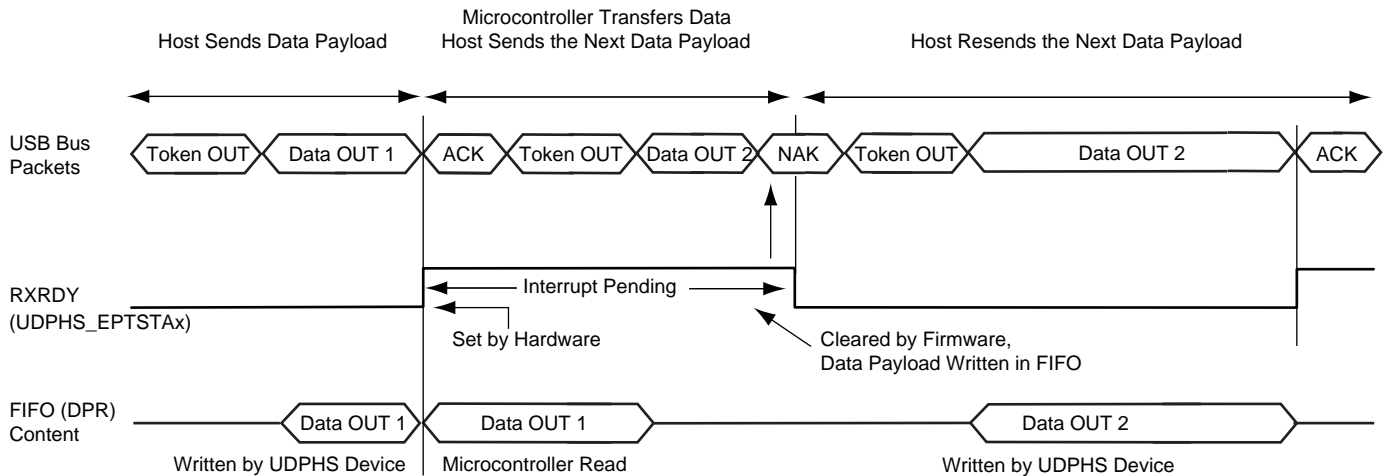 Host Sends Data Payload
Microcontroller Transfers Data
Host Sends the Next Data Payload
Host Resends the Next Data Payload
USB Bus
Packets
Token OUT
Data OUT 1
ACK
Token OUT
Data OUT 2
NAK
Token OUT
Data OUT 2
ACK
RXRDY
(UDPHS_EPTSTAx)
Interrupt Pending
Set by Hardware
Cleared by Firmware,
Data Payload Written in FIFO
FIFO (DPR)
Content
Data OUT 1
Data OUT 1
Data OUT 2
Written by UDPHS Device
Microcontroller Read
Written by UDPHS Device